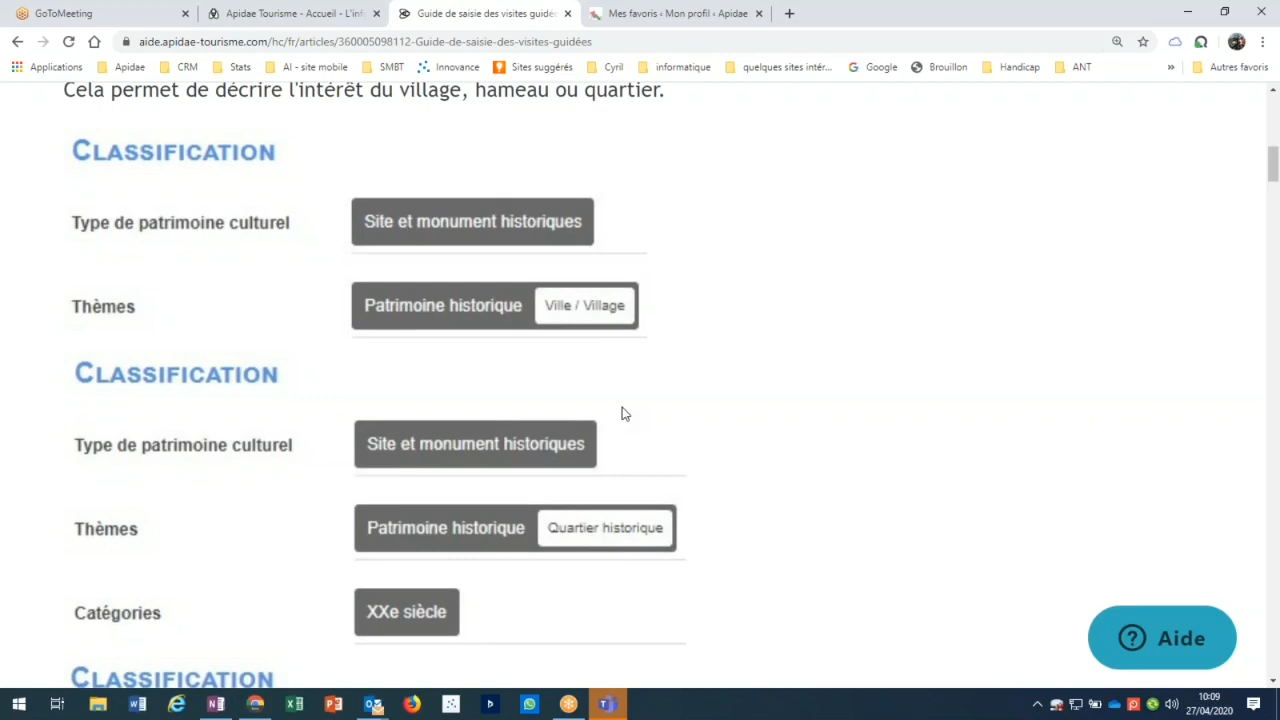 GoToMeeting
Apidae Tourisme - Accueil - L'info
Guide de saisie des visites guidée
Mes favoris ‹ Mon profil ‹ Apidae
aide.apidae-tourisme.com/hc/fr/articles/360005098112-Guide-de-saisie-des-visites-guidées
Applications Apidae CRM Stats AI - site mobile SMBT Innovance Sites suggérés Cyril informatique quelques sites intér... Google Brouillon Handicap ANT » Autres favoris
Cela permet de décrire l'intérêt du village, hameau ou quartier.
CLASSIFICATION
Type de patrimoine culturel Site et monument historiques
Thèmes Patrimoine historique Ville / Village
CLASSIFICATION
Type de patrimoine culturel Site et monument historiques
Thèmes Patrimoine historique Quartier historique
Catégories XXe siècle
Aide
CLASSIFICATION
10:09
27/04/2020